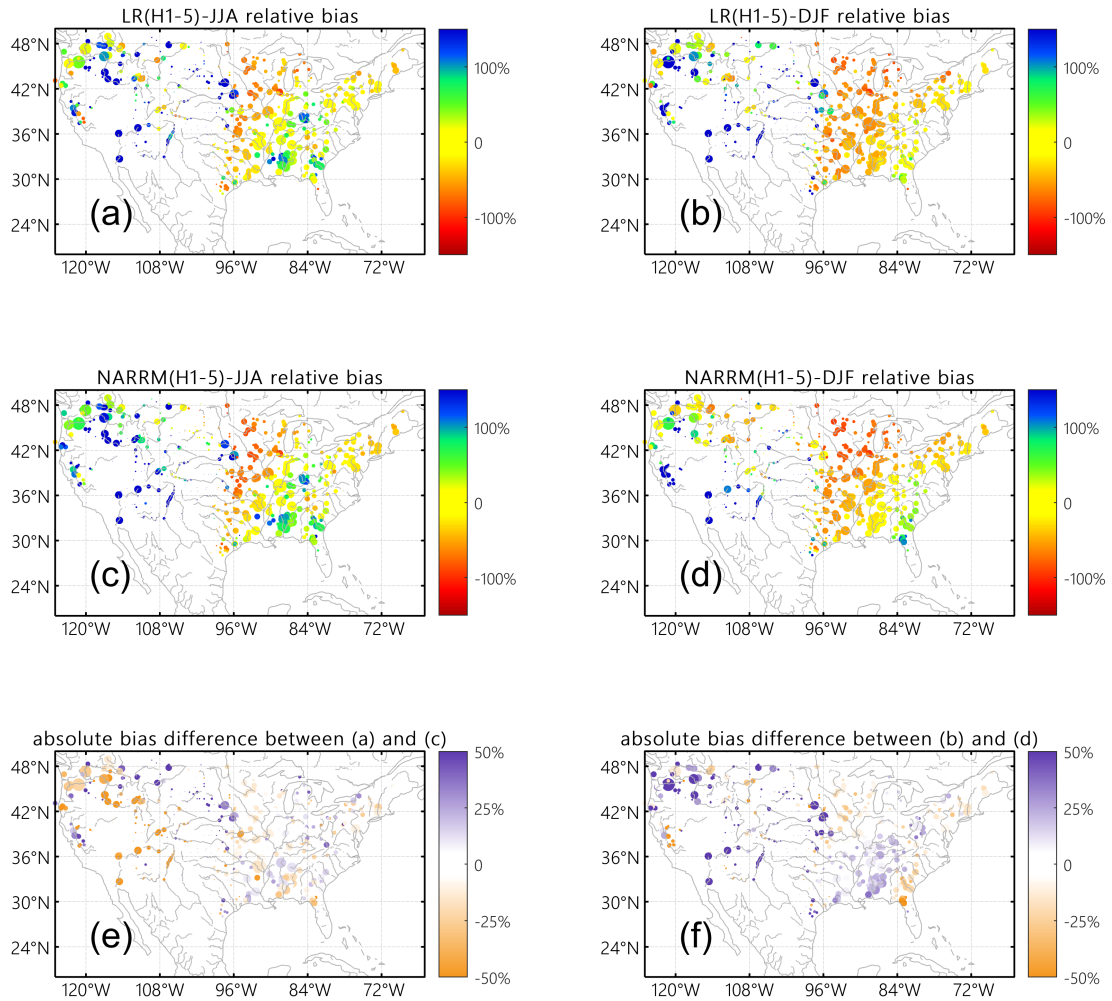 LR(H1-5)-JJA relative bias
48°N
42°N
36°N
30°N
24°N
120°W 108°W 96°W 84°W 72°W
100%
0
-100%
(a)
LR(H1-5)-DJF relative bias
48°N
42°N
36°N
30°N
24°N
120°W 108°W 96°W 84°W 72°W
100%
0
-100%
(b)
NARRM(H1-5)-JJA relative bias
48°N
42°N
36°N
30°N
24°N
120°W 108°W 96°W 84°W 72°W
100%
0
-100%
(c)
NARRM(H1-5)-DJF relative bias
48°N
42°N
36°N
30°N
24°N
120°W 108°W 96°W 84°W 72°W
100%
0
-100%
(d)
absolute bias difference between (a) and (c)
48°N
42°N
36°N
30°N
24°N
120°W 108°W 96°W 84°W 72°W
50%
25%
0
-25%
-50%
(e)
absolute bias difference between (b) and (d)
48°N
42°N
36°N
30°N
24°N
120°W 108°W 96°W 84°W 72°W
50%
25%
0
-25%
-50%
(f)